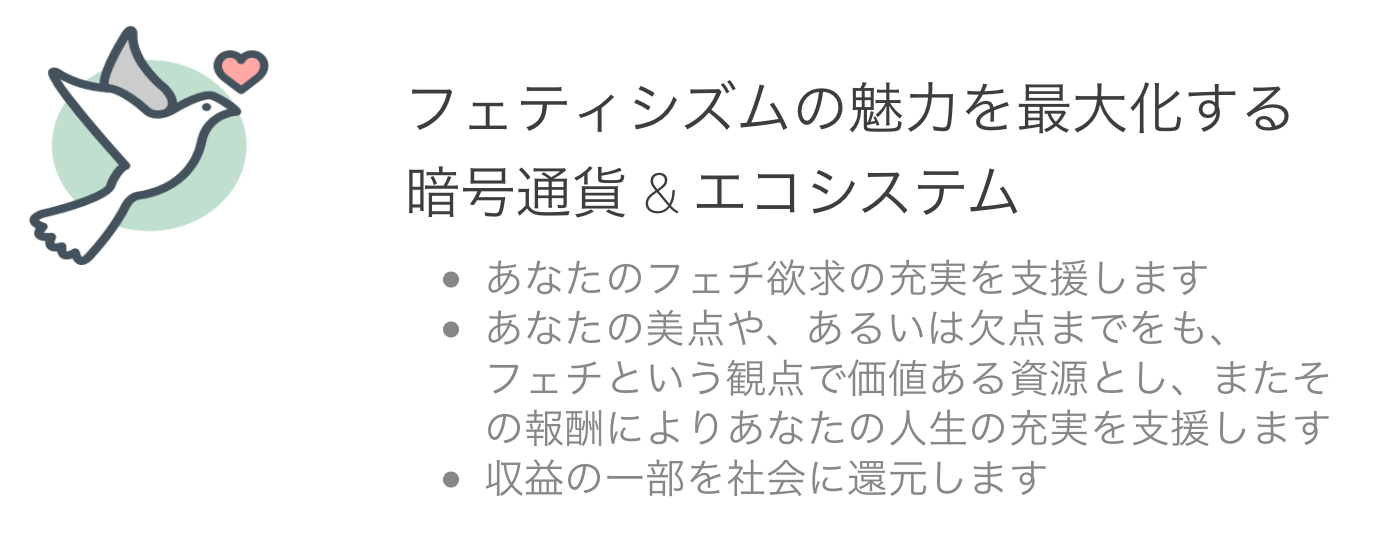 フェティシズムの魅力を最大化する
暗号通貨 & エコシステム
• あなたのフェチ欲求の充実を支援します
• あなたの美点や、あるいは欠点までをも、
フェチという観点で価値ある資源とし、またそ
の報酬によりあなたの人生の充実を支援します
• 収益の一部を社会に還元します